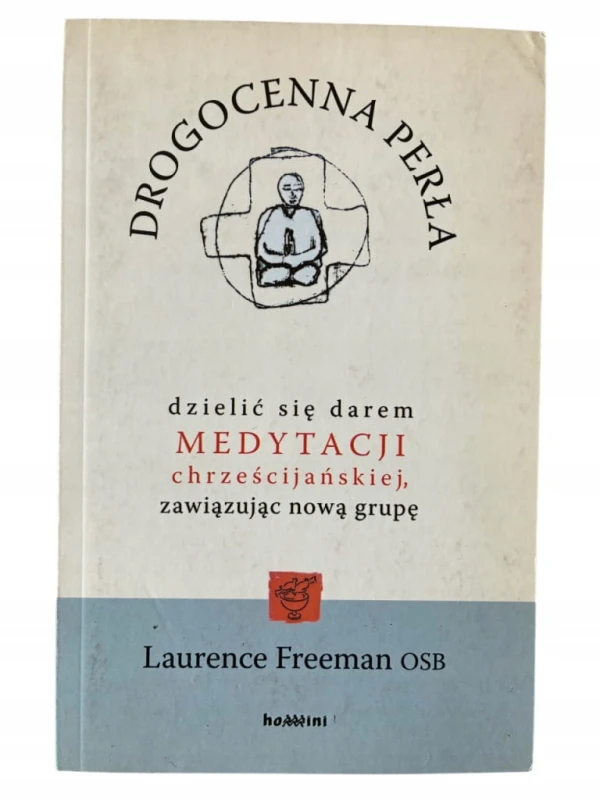 DROGOCENNA PERŁA
dzielić się darem
MEDYTACJI
chrześcijańskiej,
zawiązując nową grupę
Laurence Freeman OSB
homini